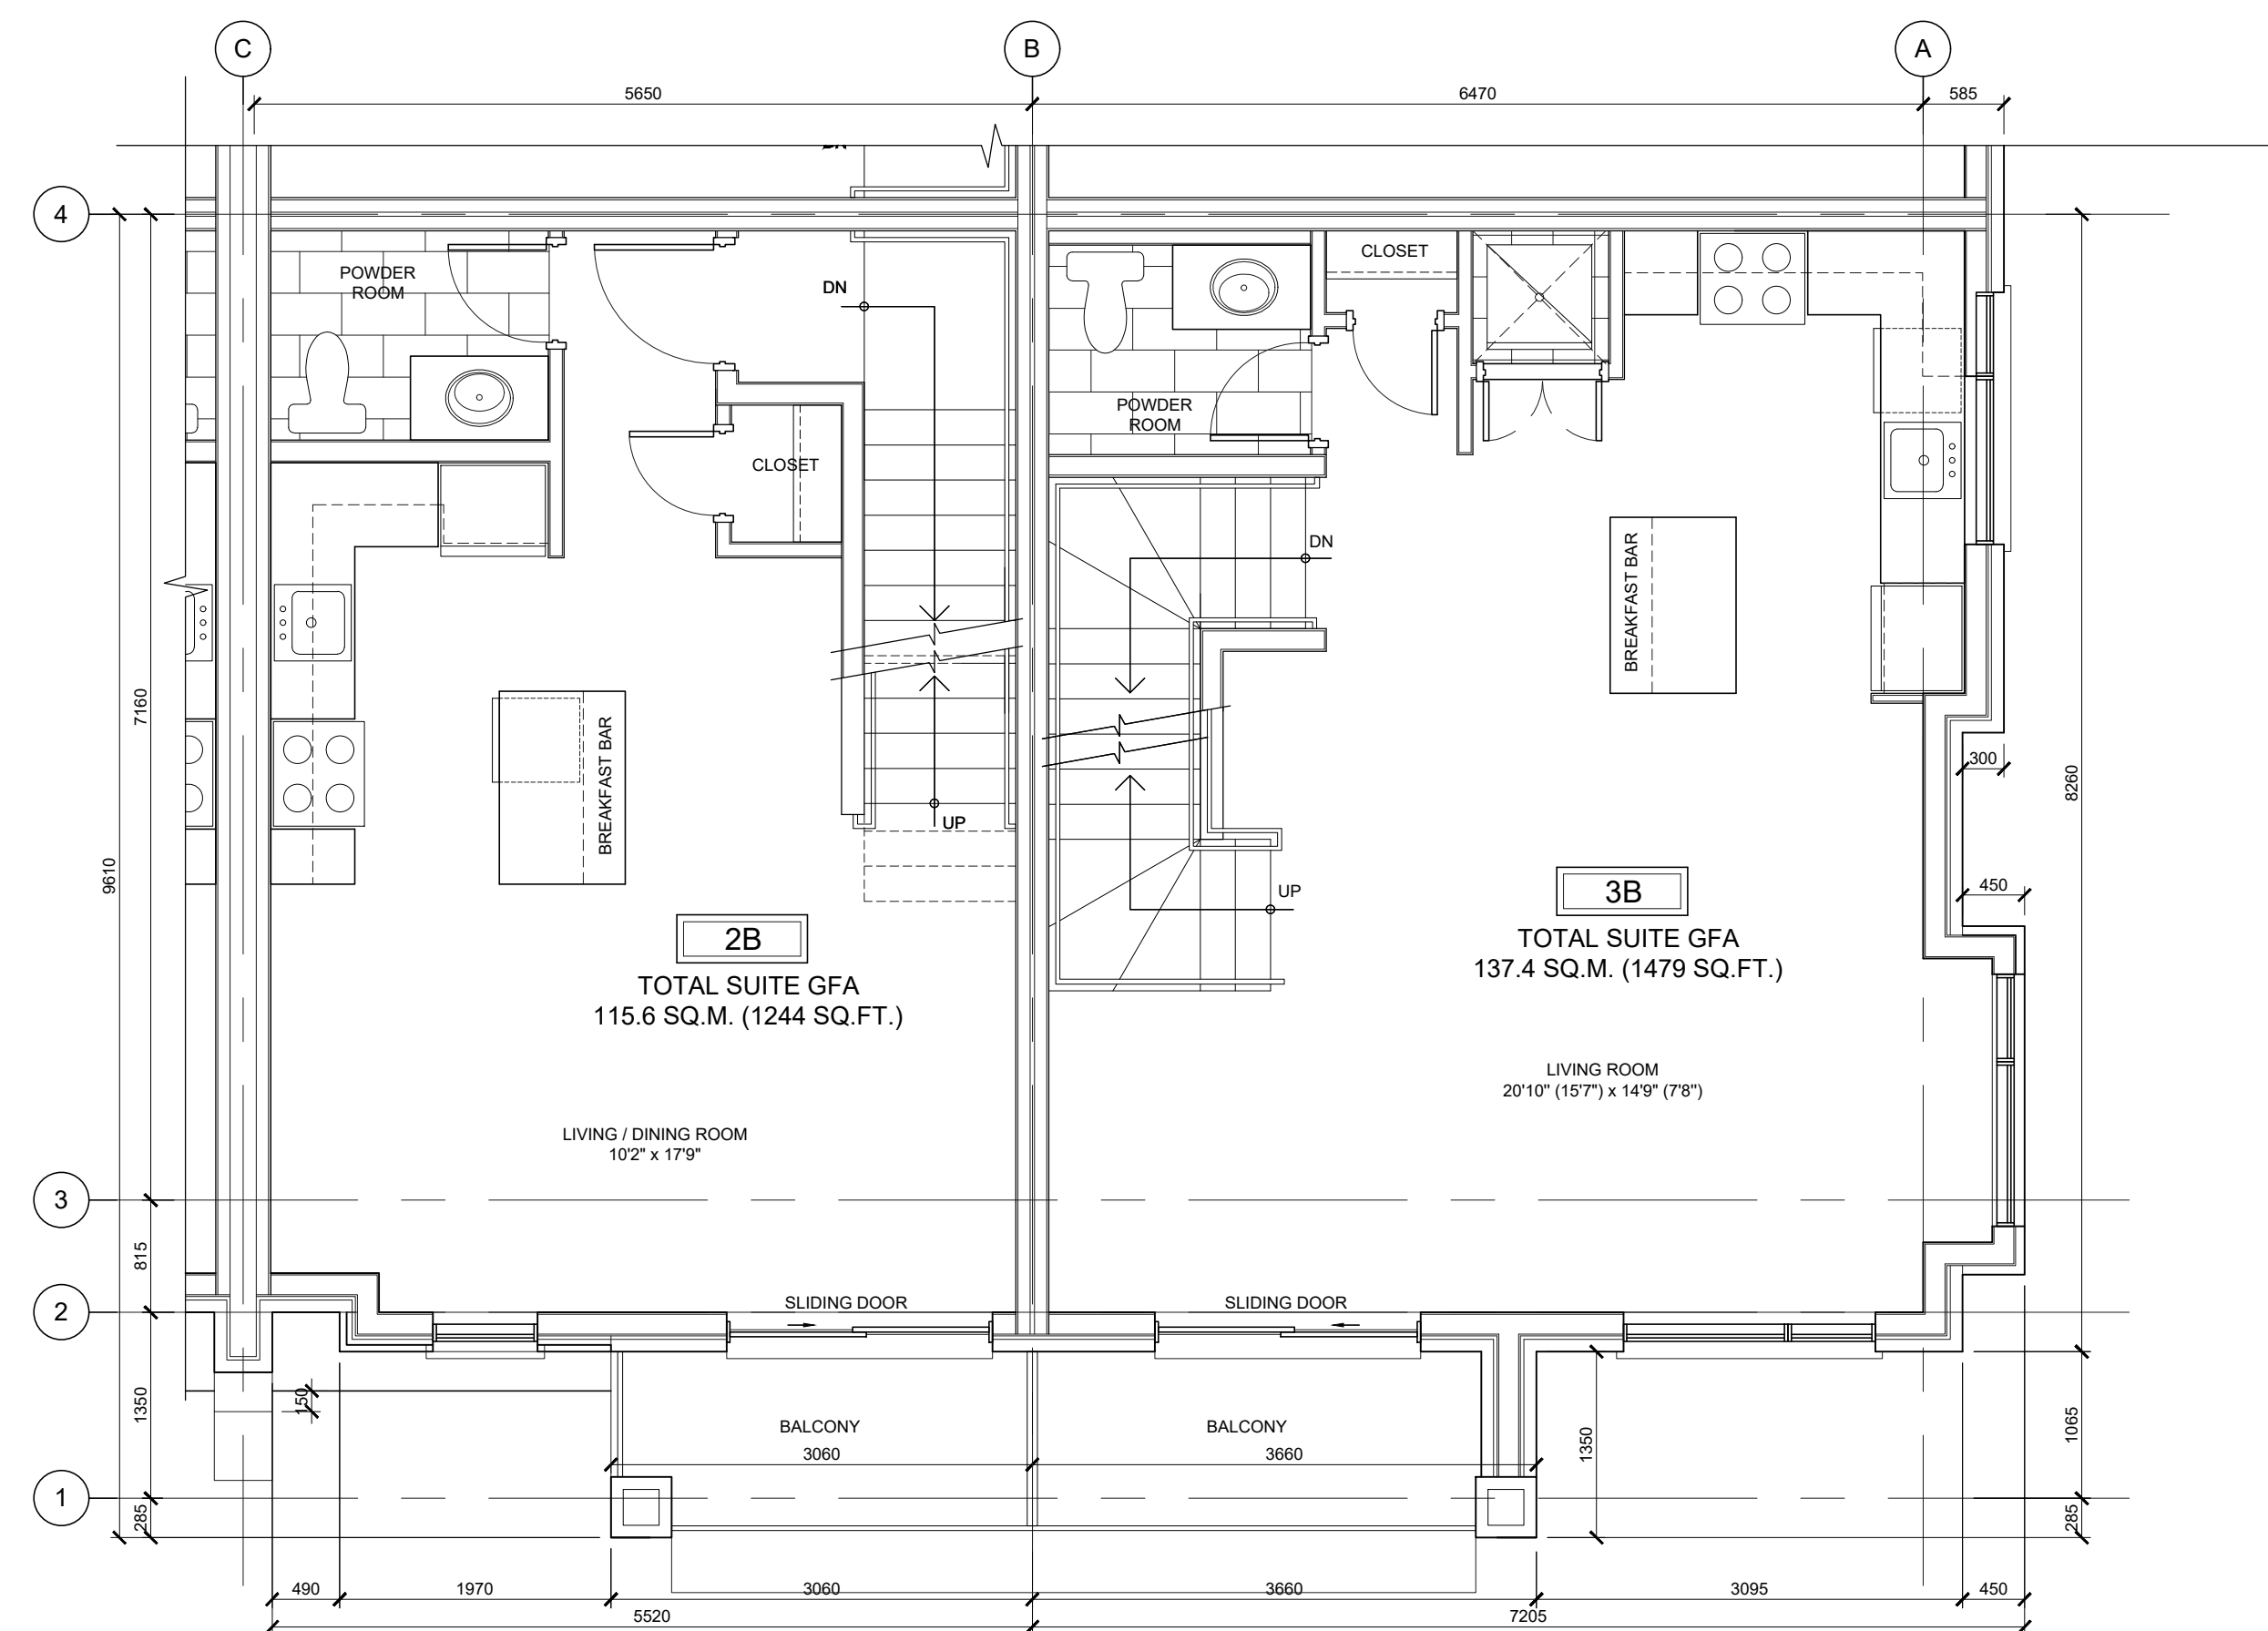 C
B
A
5650
6470
585
DN
4
POWDER
ROOM
DN
CLOSET
POWDER
ROOM
CLOSET
DN
BREAKFAST BAR
7160
BREAKFAST BAR
300
8260
UP
9610
450
UP
3B
TOTAL SUITE GFA
137.4 SQ.M. (1479 SQ.FT.)
2B
TOTAL SUITE GFA
115.6 SQ.M. (1244 SQ.FT.)
LIVING ROOM
20'10" (15'7") x 14'9" (7'8")
LIVING / DINING ROOM
10'2" x 17'9"
3
815
2
SLIDING DOOR
SLIDING DOOR
1350
150
BALCONY
BALCONY
3060
3660
1350
1065
1
285
285
490
1970
3060
3660
3095
450
5520
7205